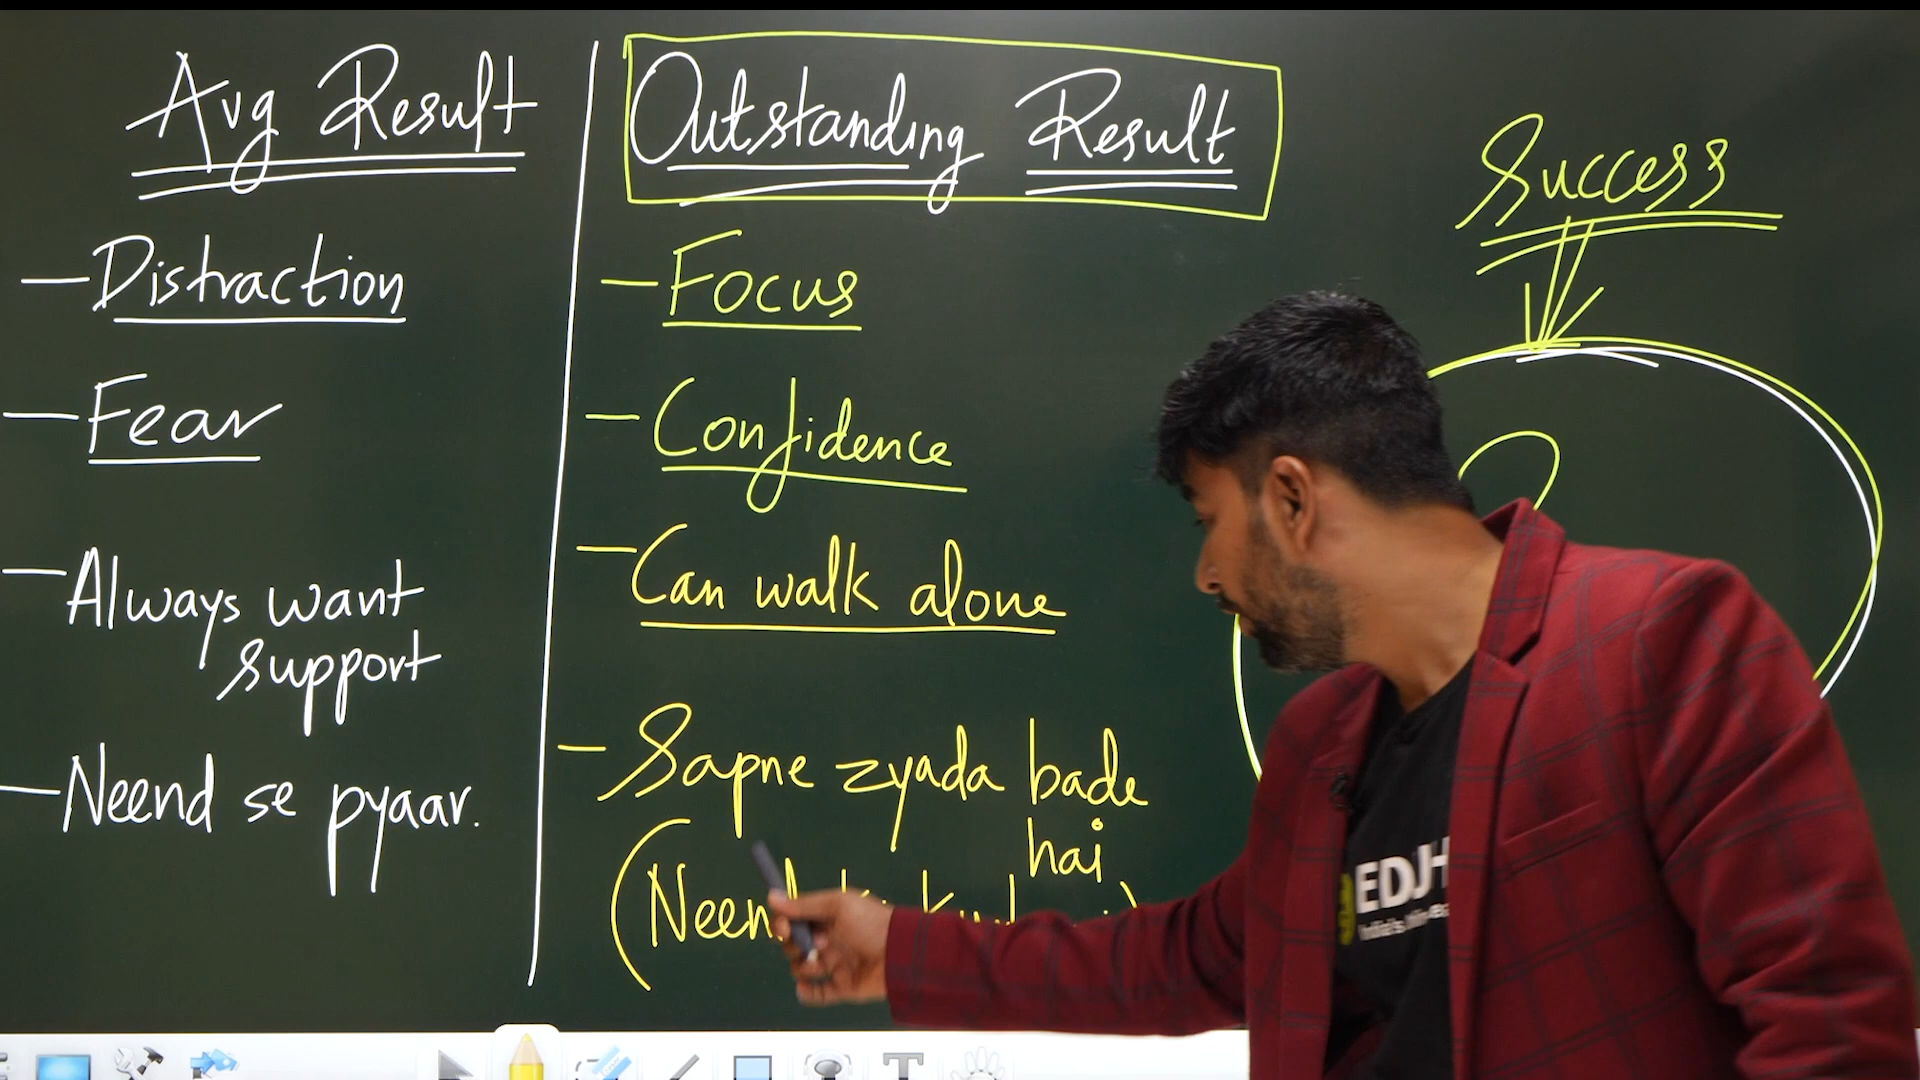 Avg Result
- Distraction
- Fear
- Always want
support
- Neend se pyaar.
Outstanding Result
- Focus
- Confidence
- Can walk alone
- Sapne zyada bade
hai
Success